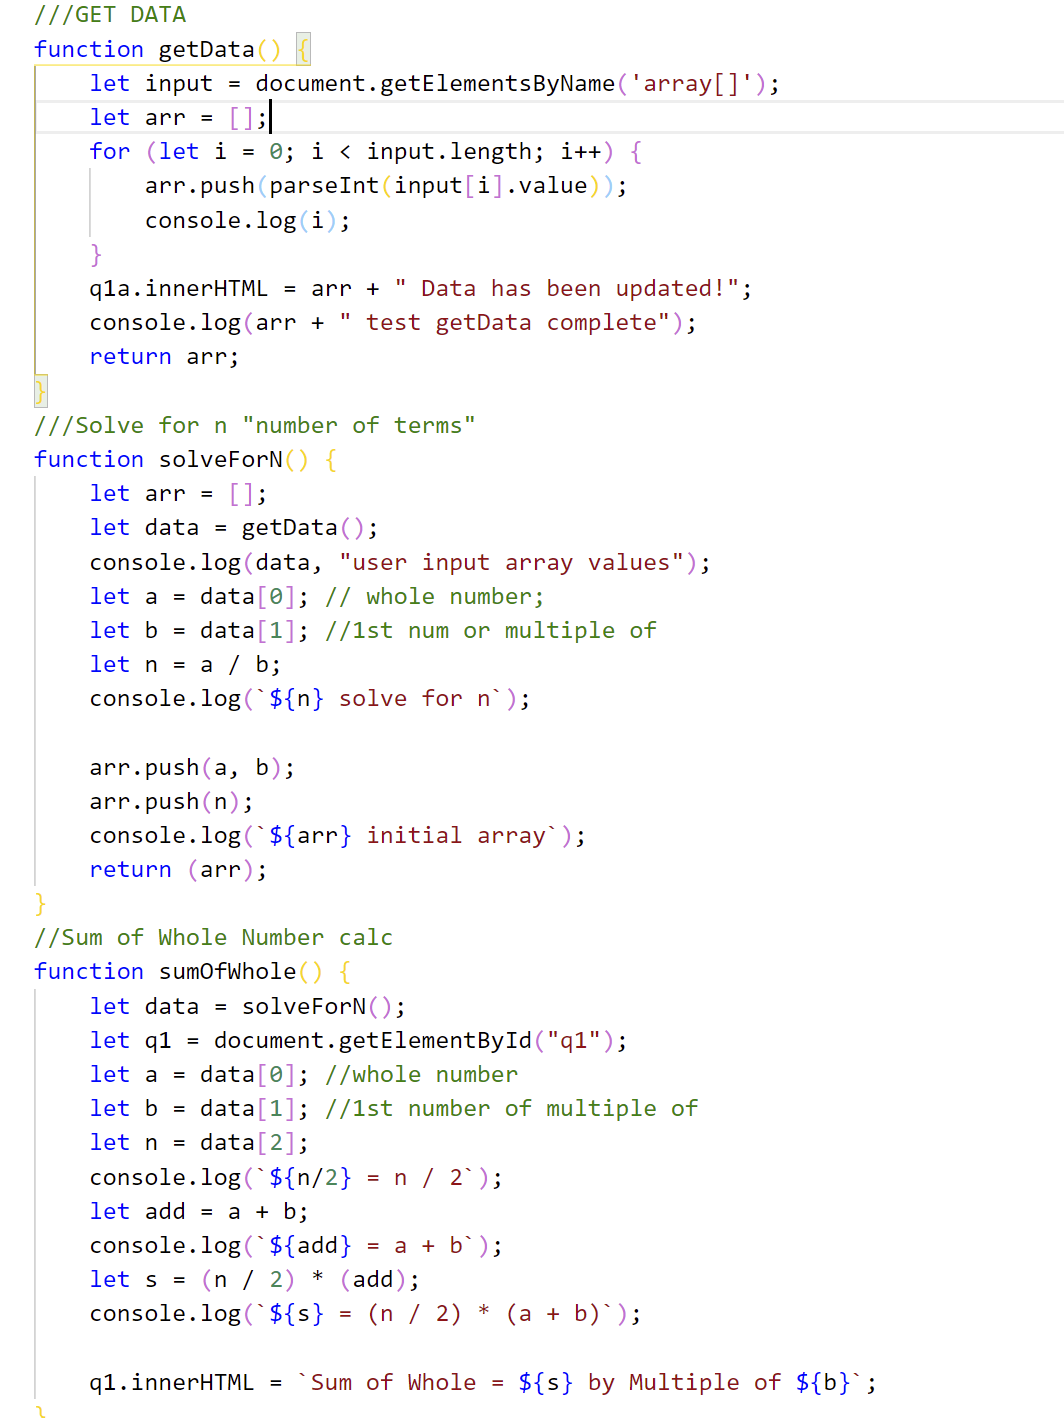 ///GET DATA
function getData() {
    let input = document.getElementsByName('array[]');
    let arr = [];
    for (let i = 0; i < input.length; i++) {
        arr.push(parseInt(input[i].value));
        console.log(i);
    }
    q1a.innerHTML = arr + " Data has been updated!";
    console.log(arr + " test getData complete");
    return arr;
}
///Solve for n "number of terms"
function solveForN() {
    let arr = [];
    let data = getData();
    console.log(data, "user input array values");
    let a = data[0]; // whole number;
    let b = data[1]; //1st num or multiple of
    let n = a / b;
    console.log(`${n} solve for n`);

    arr.push(a, b);
    arr.push(n);
    console.log(`${arr} initial array`);
    return (arr);
}
//Sum of Whole Number calc
function sumOfWhole() {
    let data = solveForN();
    let q1 = document.getElementById("q1");
    let a = data[0]; //whole number
    let b = data[1]; //1st number of multiple of
    let n = data[2];
    console.log(`${n/2} = n / 2`);
    let add = a + b;
    console.log(`${add} = a + b`);
    let s = (n / 2) * (add);
    console.log(`${s} = (n / 2) * (a + b)`);

    q1.innerHTML = `Sum of Whole = ${s} by Multiple of ${b}`;
}